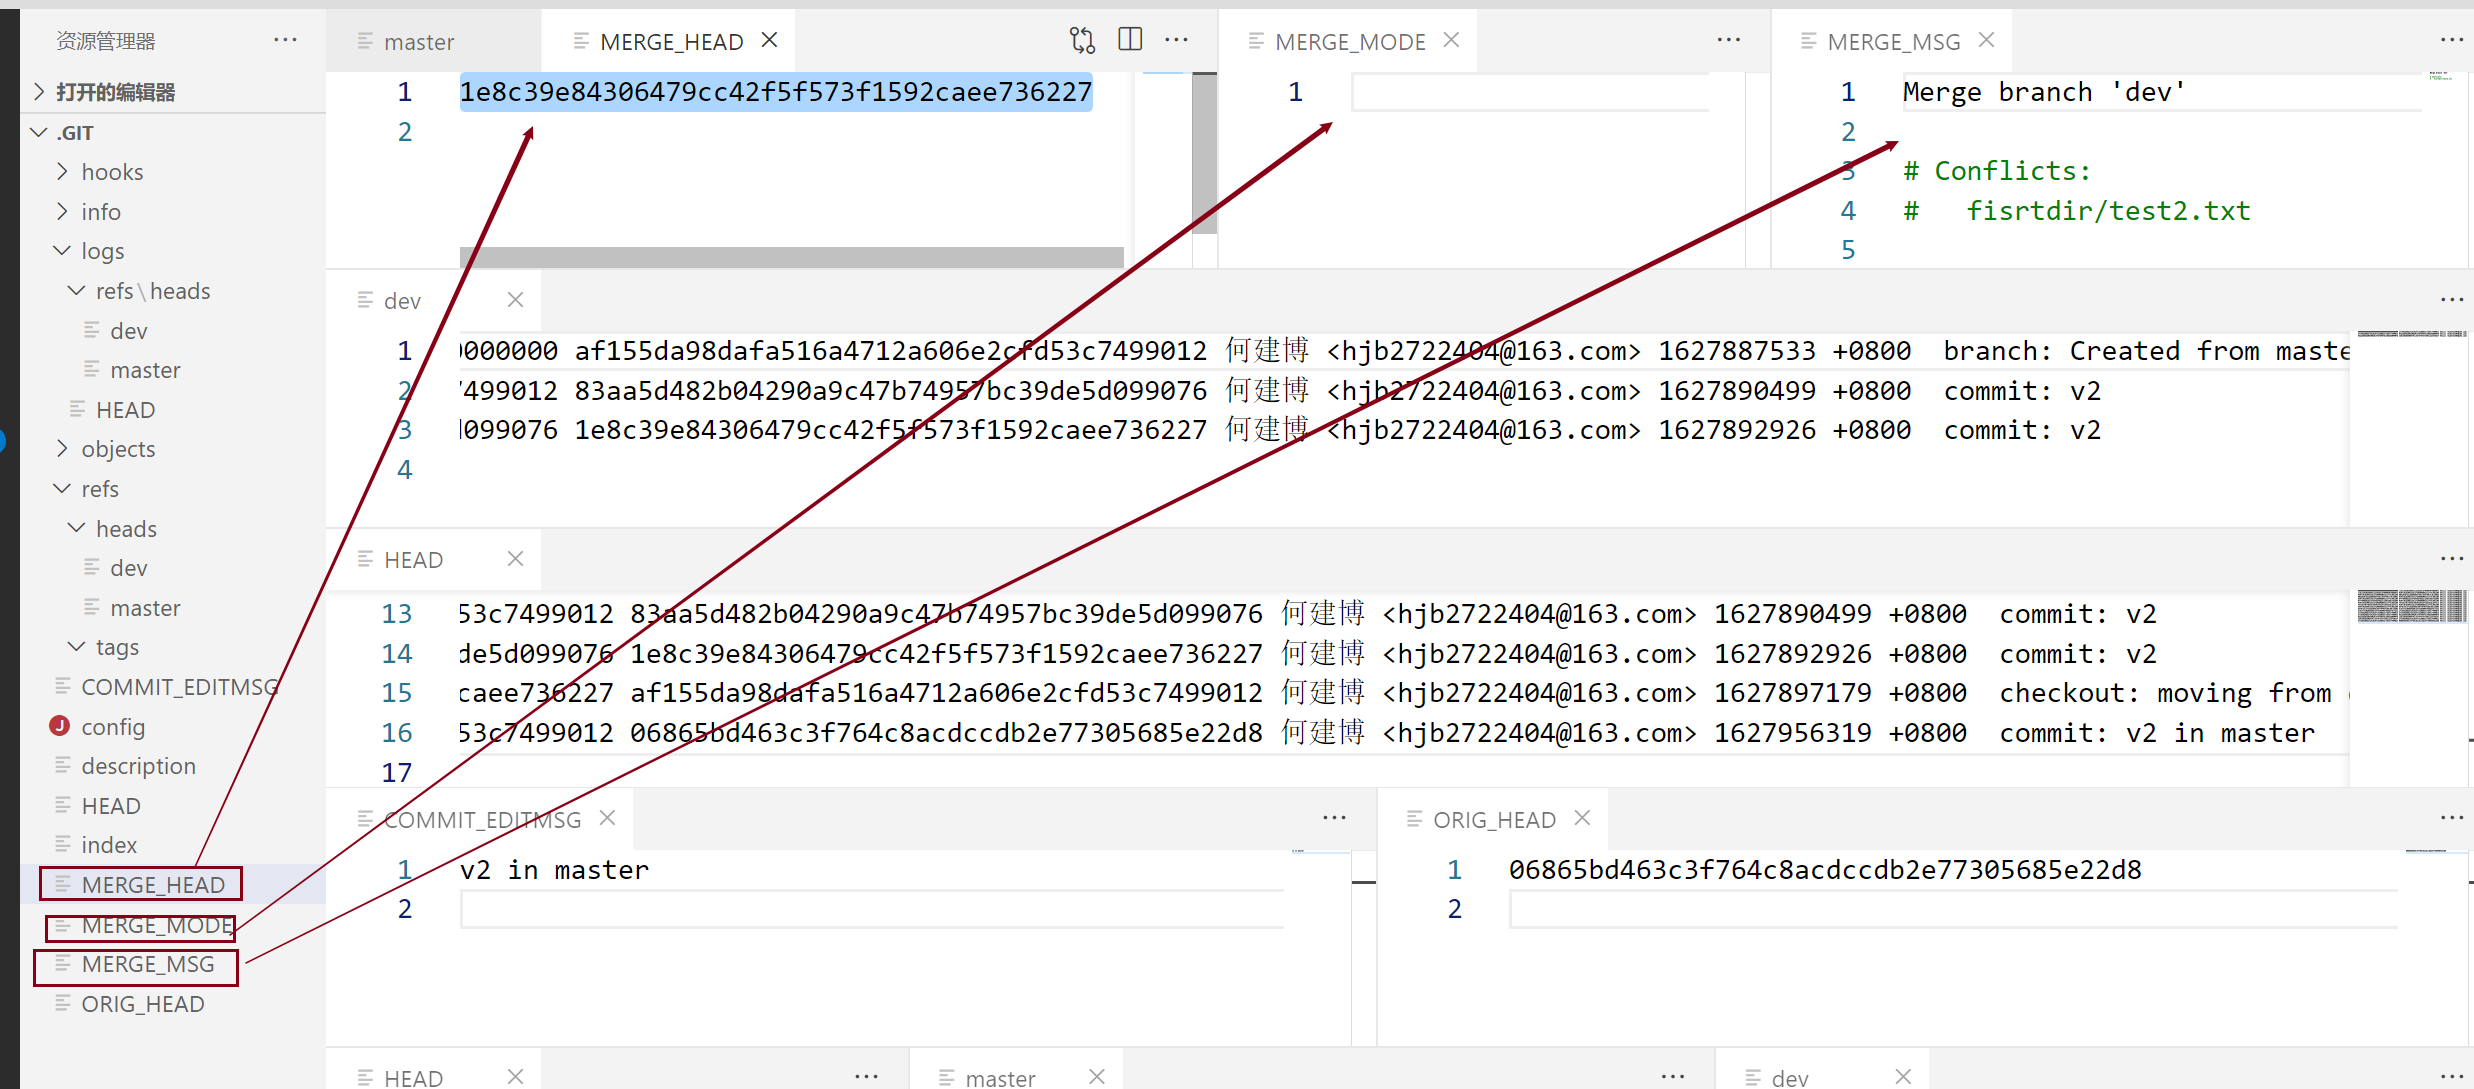 资源管理器 ···
打开的编辑器
.GIT
hooks
info
logs
refs\heads
dev
master
HEAD
objects
refs
heads
dev
master
tags
COMMIT_EDITMSG
config
description
HEAD
index
MERGE_HEAD
MERGE_MODE
MERGE_MSG
ORIG_HEAD
master MERGE_HEAD
1 1e8c39e84306479cc42f5f573f1592caee736227
2
MERGE_MODE
1
MERGE_MSG
1 Merge branch 'dev'
2
3 # Conflicts:
4 #   fisrtdir/test2.txt
5
dev
1 0000000 af155da98dafa516a4712a606e2cfd53c7499012 何建博 <hjb2722404@163.com> 1627887533 +0800  branch: Created from maste
2 7499012 83aa5d482b04290a9c47b74957bc39de5d099076 何建博 <hjb2722404@163.com> 1627890499 +0800  commit: v2
3 d099076 1e8c39e84306479cc42f5f573f1592caee736227 何建博 <hjb2722404@163.com> 1627892926 +0800  commit: v2
4
HEAD
13 53c7499012 83aa5d482b04290a9c47b74957bc39de5d099076 何建博 <hjb2722404@163.com> 1627890499 +0800  commit: v2
14 de5d099076 1e8c39e84306479cc42f5f573f1592caee736227 何建博 <hjb2722404@163.com> 1627892926 +0800  commit: v2
15 caee736227 af155da98dafa516a4712a606e2cfd53c7499012 何建博 <hjb2722404@163.com> 1627897179 +0800  checkout: moving from
16 53c7499012 06865bd463c3f764c8acdccdb2e77305685e22d8 何建博 <hjb2722404@163.com> 1627956319 +0800  commit: v2 in master
17
COMMIT_EDITMSG
1 v2 in master
2
ORIG_HEAD
1 06865bd463c3f764c8acdccdb2e77305685e22d8
2
HEAD
master
dev